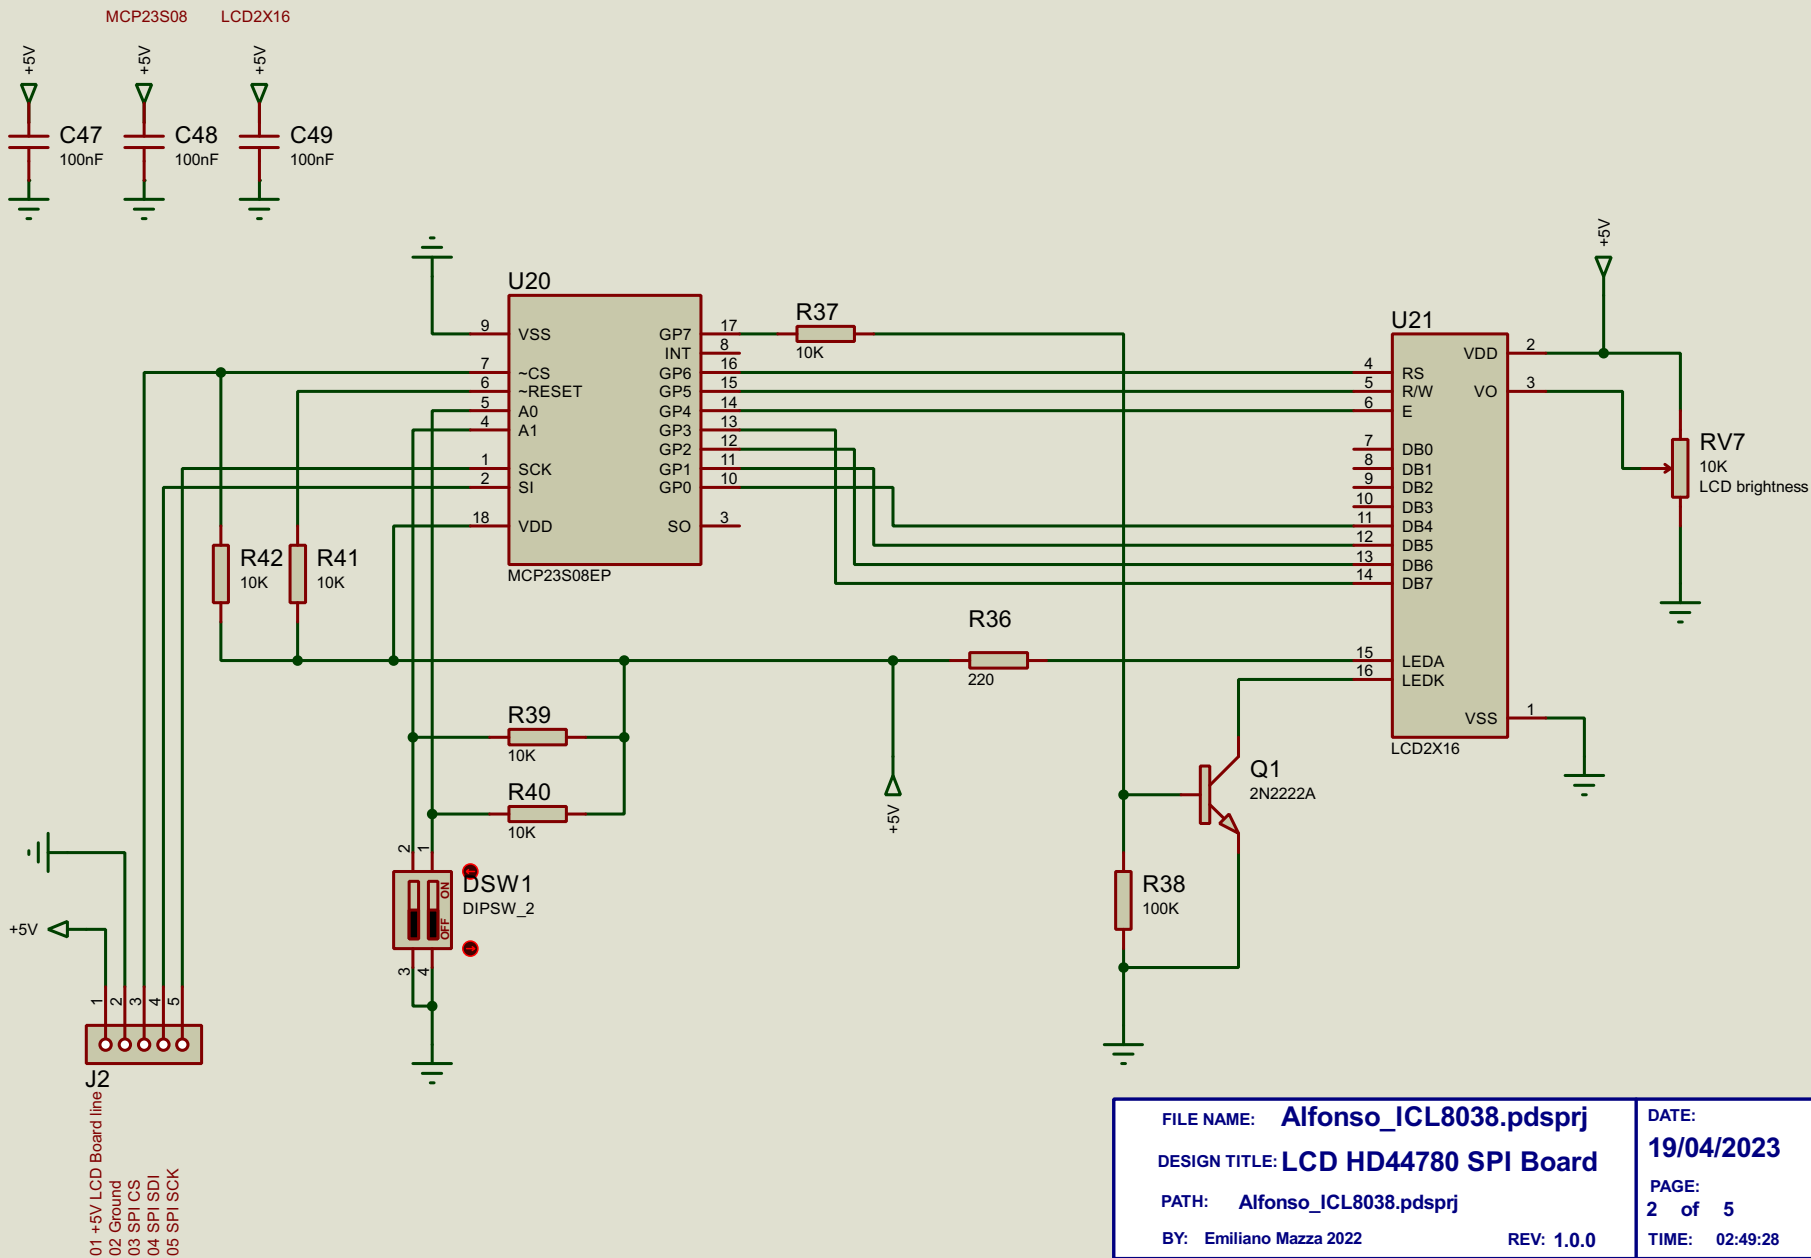 MCP23S08 LCD2X16
+5V +5V +5V
C47
100nF
C48
100nF
C49
100nF
U20
9 VSS
7 ~CS
6 ~RESET
5 A0
4 A1
1 SCK
2 SI
18 VDD
GP7 17
INT 8
GP6 16
GP5 15
GP4 14
GP3 13
GP2 12
GP1 11
GP0 10
SO 3
MCP23S08EP
R37
10K
+5V
U21
4 RS
5 R/W
6 E
7 DB0
8 DB1
9 DB2
10 DB3
11 DB4
12 DB5
13 DB6
14 DB7
15 LEDA
16 LEDK
VDD 2
VO 3
VSS 1
LCD2X16
RV7
10K
LCD brightness
R42
10K
R41
10K
R36
220
R39
10K
R40
10K
+5V
Q1
2N2222A
R38
100K
2 1
DSW1
DIPSW_2
ON
OFF
3 4
+5V
1 2 3 4 5
J2
01 +5V LCD Board line
02 Ground
03 SPI CS
04 SPI SDI
05 SPI SCK
FILE NAME: Alfonso_ICL8038.pdsprj
DESIGN TITLE: LCD HD44780 SPI Board
PATH: Alfonso_ICL8038.pdsprj
BY: Emiliano Mazza 2022 REV: 1.0.0
DATE:
19/04/2023
PAGE:
2 of 5
TIME: 02:49:28